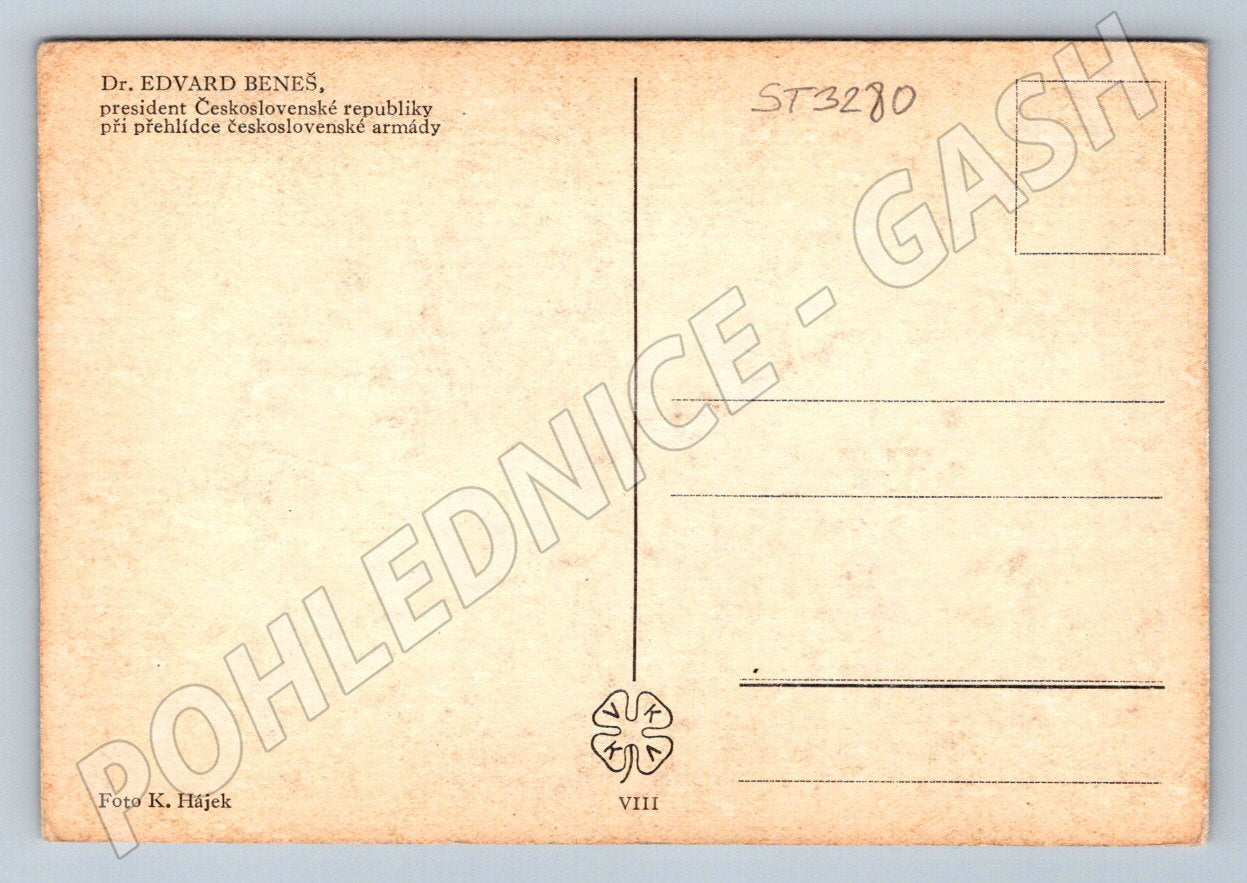 Dr. EDVARD BENEŠ,
president Československé republiky
při přehlídce československé armády
ST3280
POHLEDNICE - GASH
V K
K V
Foto K. Hájek
VIII